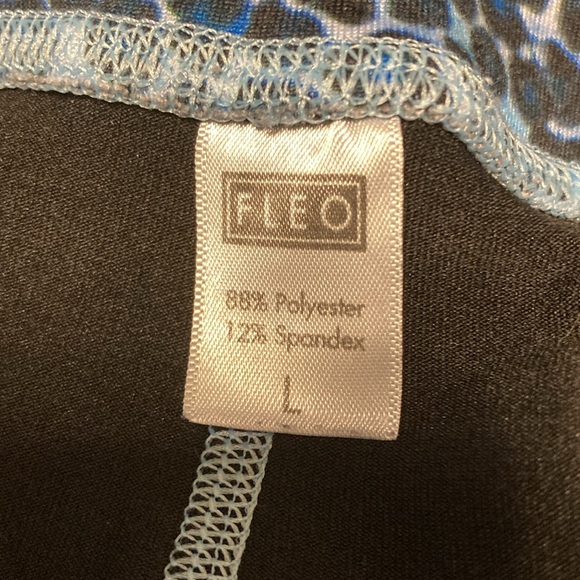 FLEO
88% Polyester
12% Spandex
L